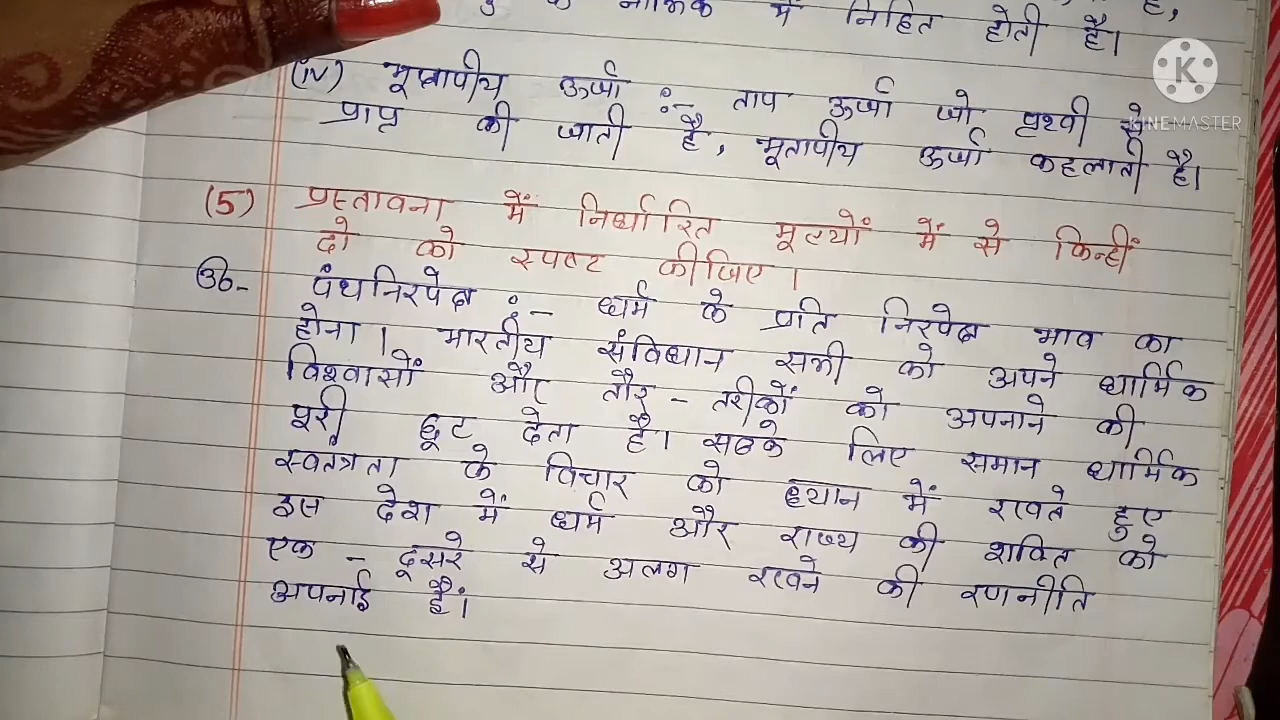 के नाभिक में निहित होती है।
(iv) भूतापीय ऊर्जा :- ताप ऊर्जा जो पृथ्वी से
प्राप्त की जाती है, भूतापीय ऊर्जा कहलाती है।
KINEMASTER
(5) प्रस्तावना में निर्धारित मूल्यों में से किन्हीं
दो को स्पष्ट कीजिए।
उ०- पंथनिरपेक्ष :- धर्म के प्रति निरपेक्ष भाव का
होना। भारतीय संविधान सभी को अपने धार्मिक
विश्वासों और तौर - तरीकों को अपनाने की
पूरी छूट देता है। सबके लिए समान धार्मिक
स्वतंत्रता के विचार को ध्यान में रखते हुए
इस देश में धर्म और राज्य की शक्ति को
एक - दूसरे से अलग रखने की रणनीति
अपनाई हैं।